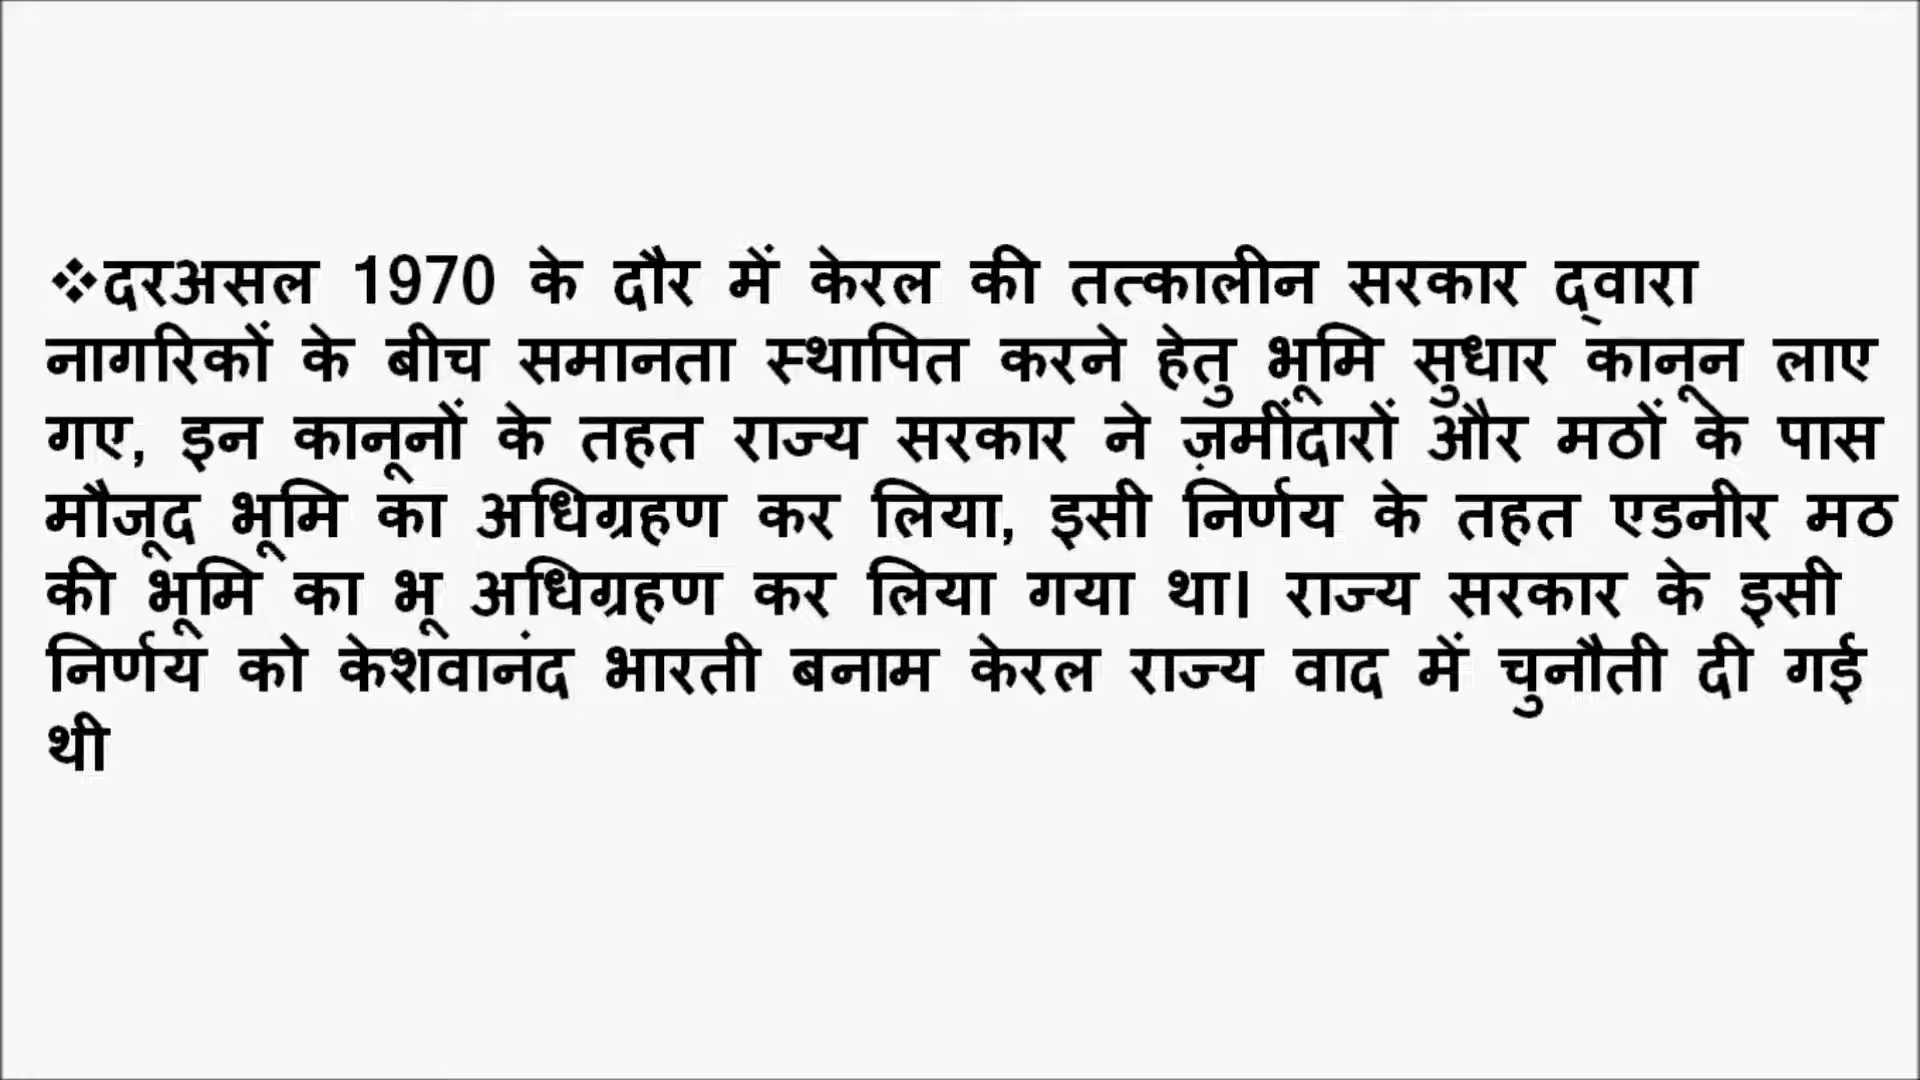 ❖दरअसल 1970 के दौर में केरल की तत्कालीन सरकार द्वारा
नागरिकों के बीच समानता स्थापित करने हेतु भूमि सुधार कानून लाए
गए, इन कानूनों के तहत राज्य सरकार ने ज़मींदारों और मठों के पास
मौजूद भूमि का अधिग्रहण कर लिया, इसी निर्णय के तहत एडनीर मठ
की भूमि का भू अधिग्रहण कर लिया गया था। राज्य सरकार के इसी
निर्णय को केशवानंद भारती बनाम केरल राज्य वाद में चुनौती दी गई
थी